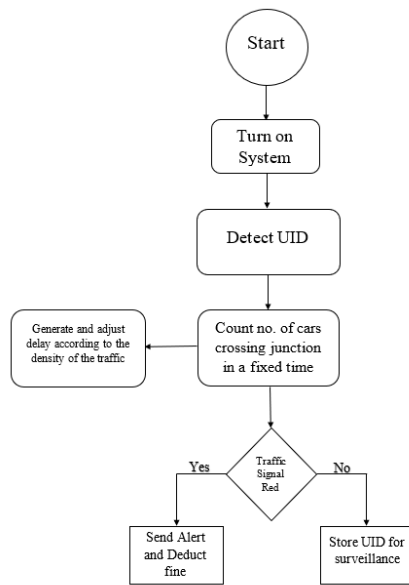 Start
Turn on
System
Detect UID
Generate and adjust
delay according to the
density of the traffic
Count no. of cars
crossing junction
in a fixed time
Traffic
Signal
Red
Yes
No
Send Alert
and Deduct
fine
Store UID for
surveillance